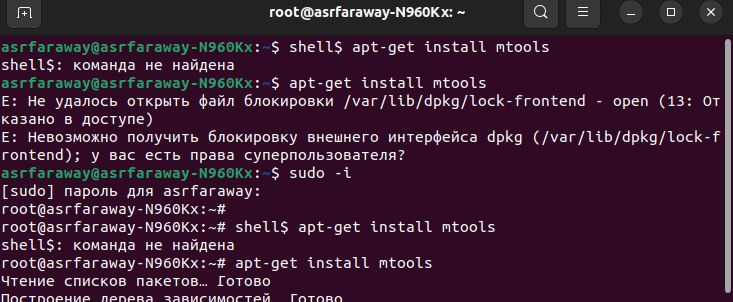 root@asrfaraway-N960Kx: ~
asrfaraway@asrfaraway-N960Kx:~$ shell$ apt-get install mtools
shell$: команда не найдена
asrfaraway@asrfaraway-N960Kx:~$ apt-get install mtools
E: Не удалось открыть файл блокировки /var/lib/dpkg/lock-frontend - open (13: От
казано в доступе)
E: Невозможно получить блокировку внешнего интерфейса dpkg (/var/lib/dpkg/lock-f
rontend); у вас есть права суперпользователя?
asrfaraway@asrfaraway-N960Kx:~$ sudo -i
[sudo] пароль для asrfaraway:
root@asrfaraway-N960Kx:~#
root@asrfaraway-N960Kx:~# shell$ apt-get install mtools
shell$: команда не найдена
root@asrfaraway-N960Kx:~# apt-get install mtools
Чтение списков пакетов… Готово
Построение дерева зависимостей… Готово